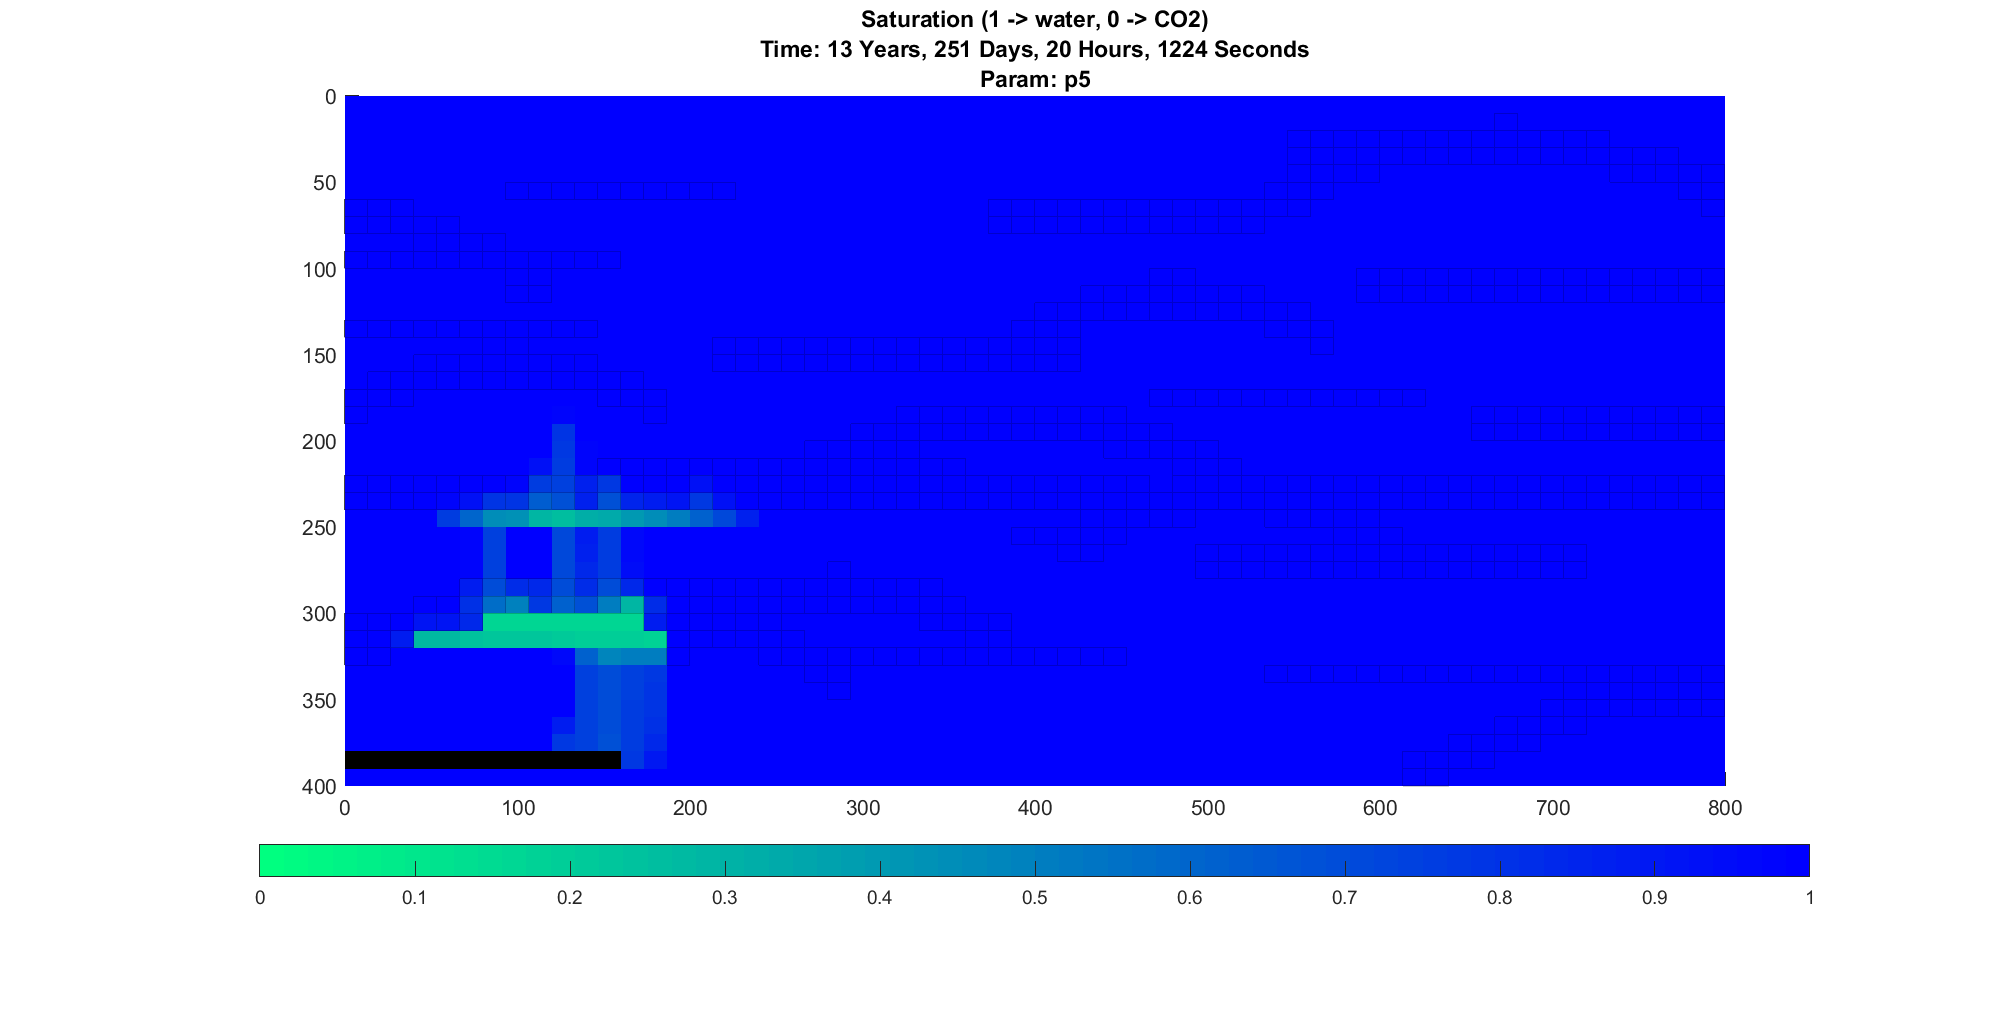 Saturation (1 -> water, 0 -> CO2)
Time: 13 Years, 251 Days, 20 Hours, 1224 Seconds
Param: p5
0
50
100
150
200
250
300
350
400
0 100 200 300 400 500 600 700 800
0 0.1 0.2 0.3 0.4 0.5 0.6 0.7 0.8 0.9 1